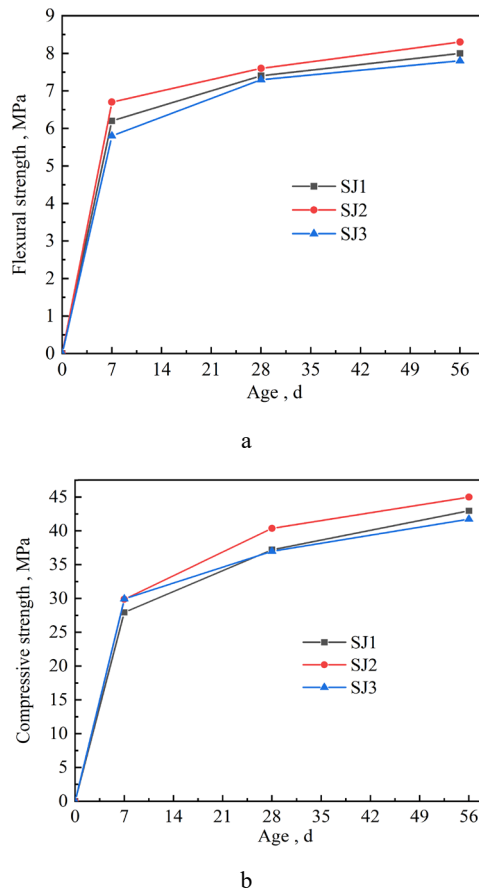 9
8
7
6
5
4
3
2
1
0
Flexural strength , MPa
SJ1
SJ2
SJ3
0 7 14 21 28 35 42 49 56
Age , d
a
45
40
35
30
25
20
15
10
5
0
Compressive strength , MPa
SJ1
SJ2
SJ3
0 7 14 21 28 35 42 49 56
Age , d
b